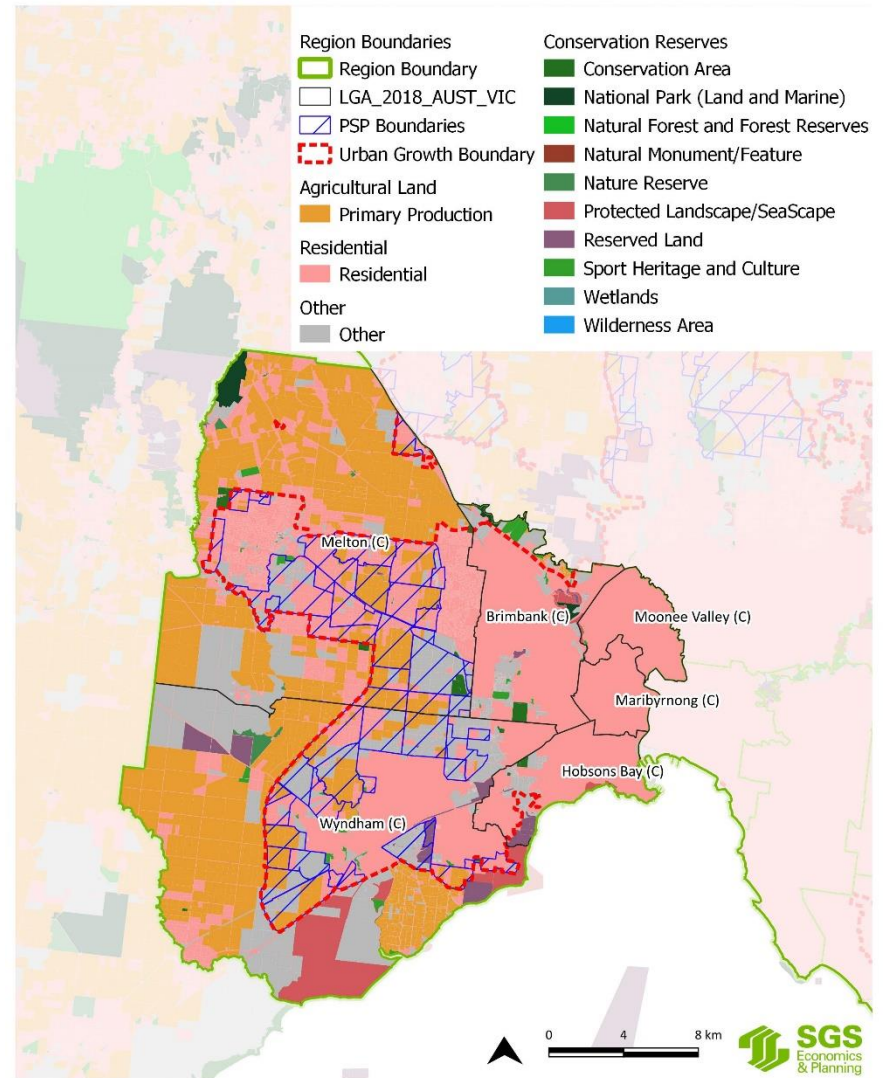 Region Boundaries
Region Boundary
LGA_2018_AUST_VIC
PSP Boundaries
Urban Growth Boundary
Agricultural Land
Primary Production
Residential
Residential
Other
Other
Conservation Reserves
Conservation Area
National Park (Land and Marine)
Natural Forest and Forest Reserves
Natural Monument/Feature
Nature Reserve
Protected Landscape/SeaScape
Reserved Land
Sport Heritage and Culture
Wetlands
Wilderness Area
Melton (C)
Brimbank (C)
Moonee Valley (C)
Maribyrnong (C)
Hobsons Bay (C)
Wyndham (C)
0 4 8 km
SGS
Economics
& Planning